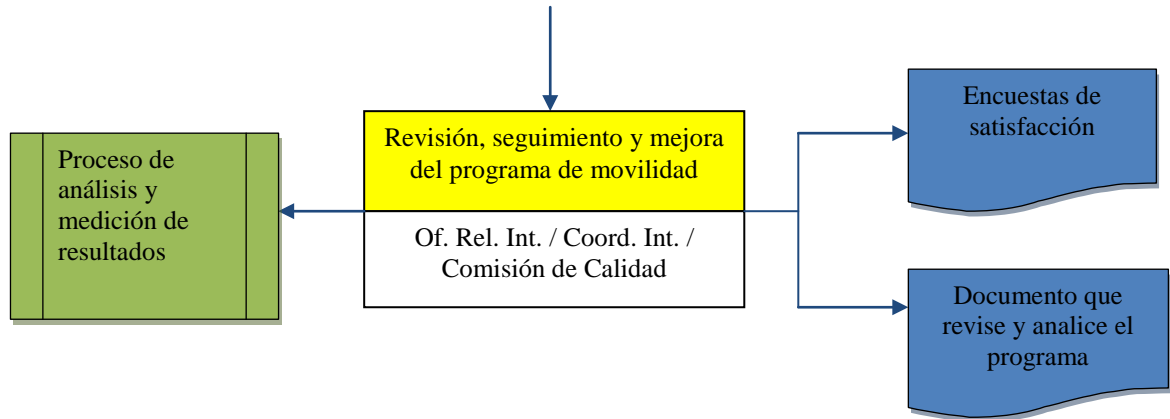 Proceso de
análisis y
medición de
resultados
Revisión, seguimiento y mejora
del programa de movilidad
Of. Rel. Int. / Coord. Int. /
Comisión de Calidad
Encuestas de
satisfacción
Documento que
revise y analice el
programa